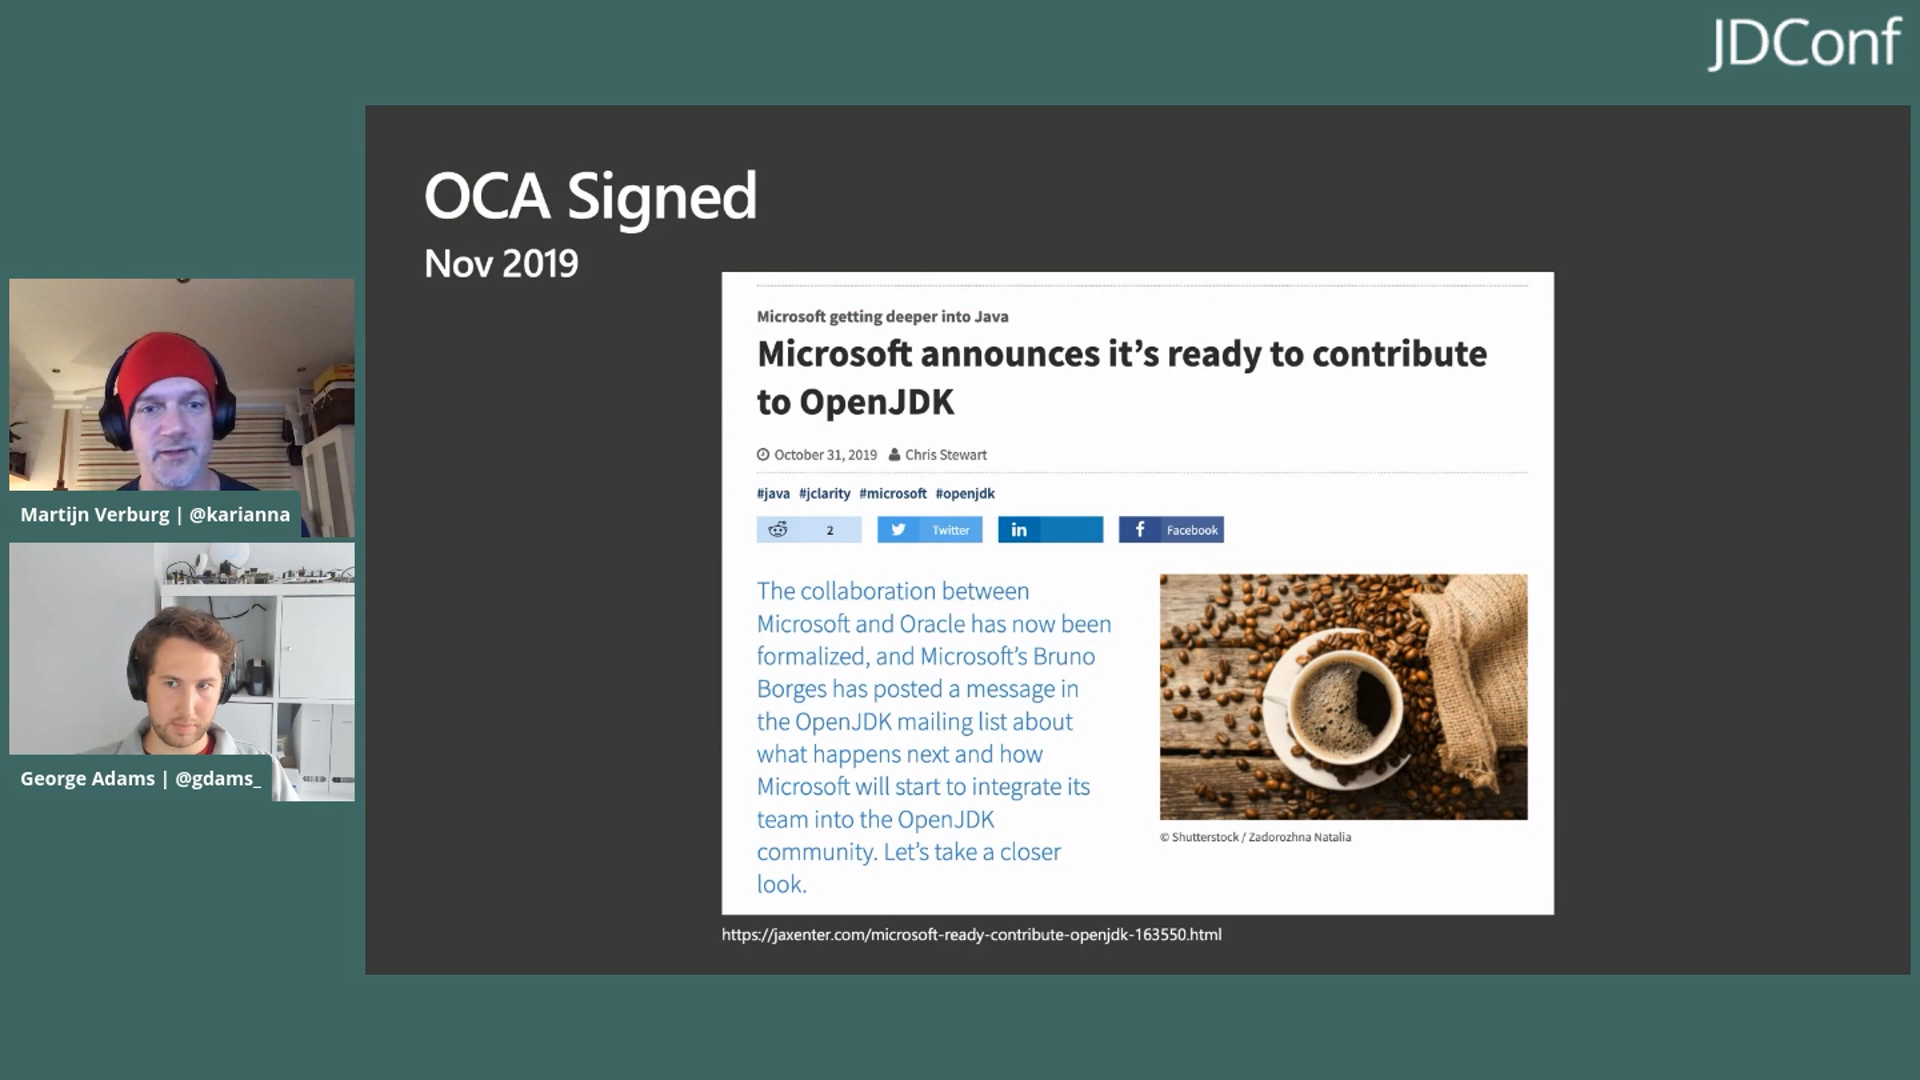 JDConf
OCA Signed
Nov 2019
Microsoft getting deeper into Java
Microsoft announces it's ready to contribute
to OpenJDK
October 31, 2019 Chris Stewart
#java #jclarity #microsoft #openjdk
2 Twitter in Facebook
The collaboration between
Microsoft and Oracle has now been
formalized, and Microsoft's Bruno
Borges has posted a message in
the OpenJDK mailing list about
what happens next and how
Microsoft will start to integrate its
team into the OpenJDK
community. Let's take a closer
look.
© Shutterstock / Zadorozhna Natalia
https://jaxenter.com/microsoft-ready-contribute-openjdk-163550.html
Martijn Verburg | @karianna
George Adams | @gdams_